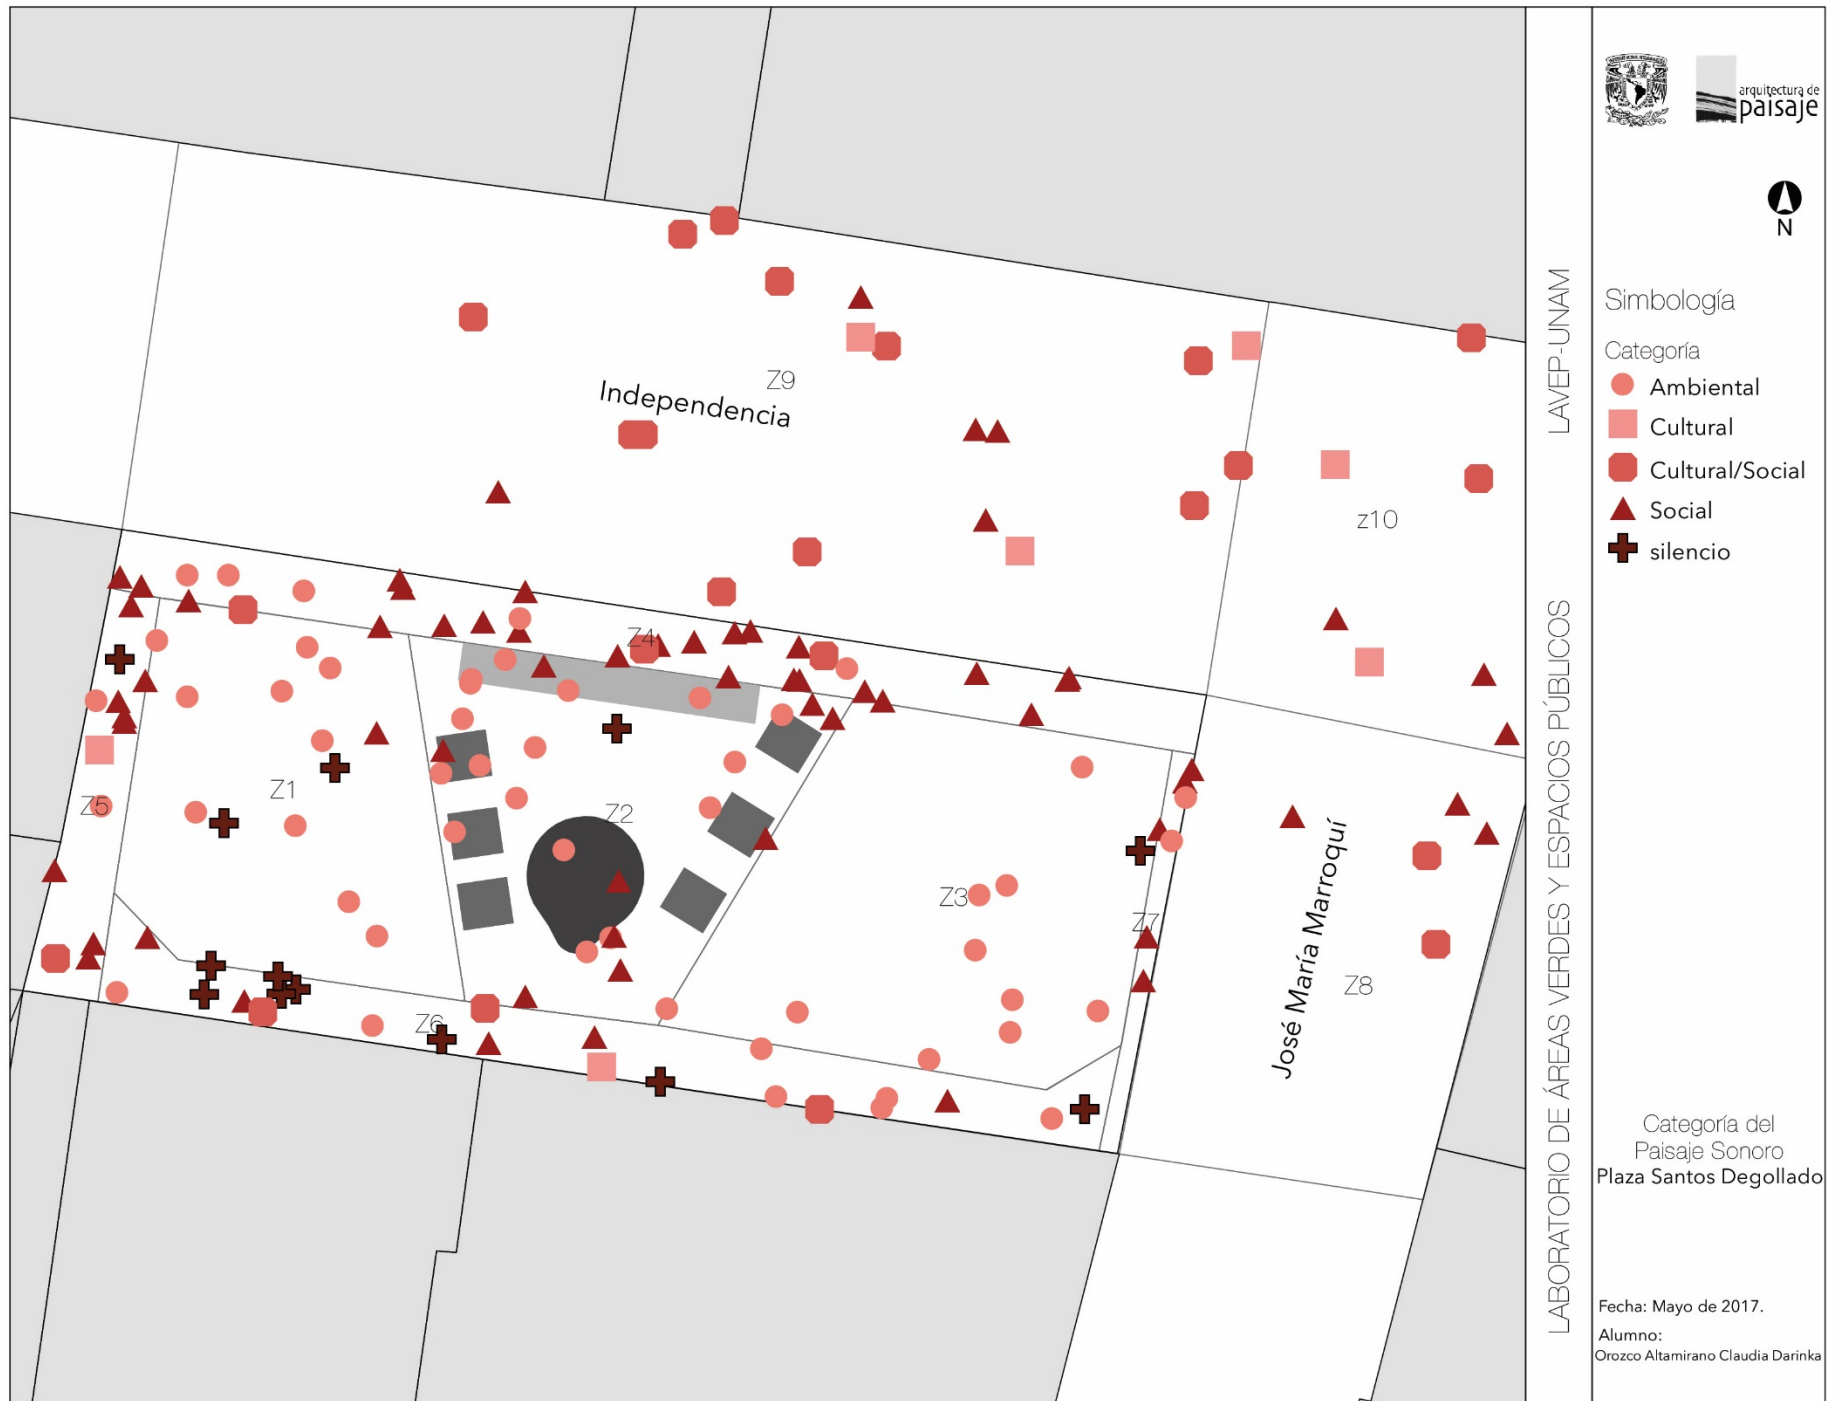 Z9
Independencia
z10
Z4
Z1
Z5
Z2
Z3
Z7
Z6
José María Marroquí
Z8
LAVEP-UNAM
LABORATORIO DE ÁREAS VERDES Y ESPACIOS PÚBLICOS
arquitectura de
paisaje
N
Simbología
Categoría
Ambiental
Cultural
Cultural/Social
Social
silencio
Categoría del
Paisaje Sonoro
Plaza Santos Degollado
Fecha: Mayo de 2017.
Alumno:
Orozco Altamirano Claudia Darinka